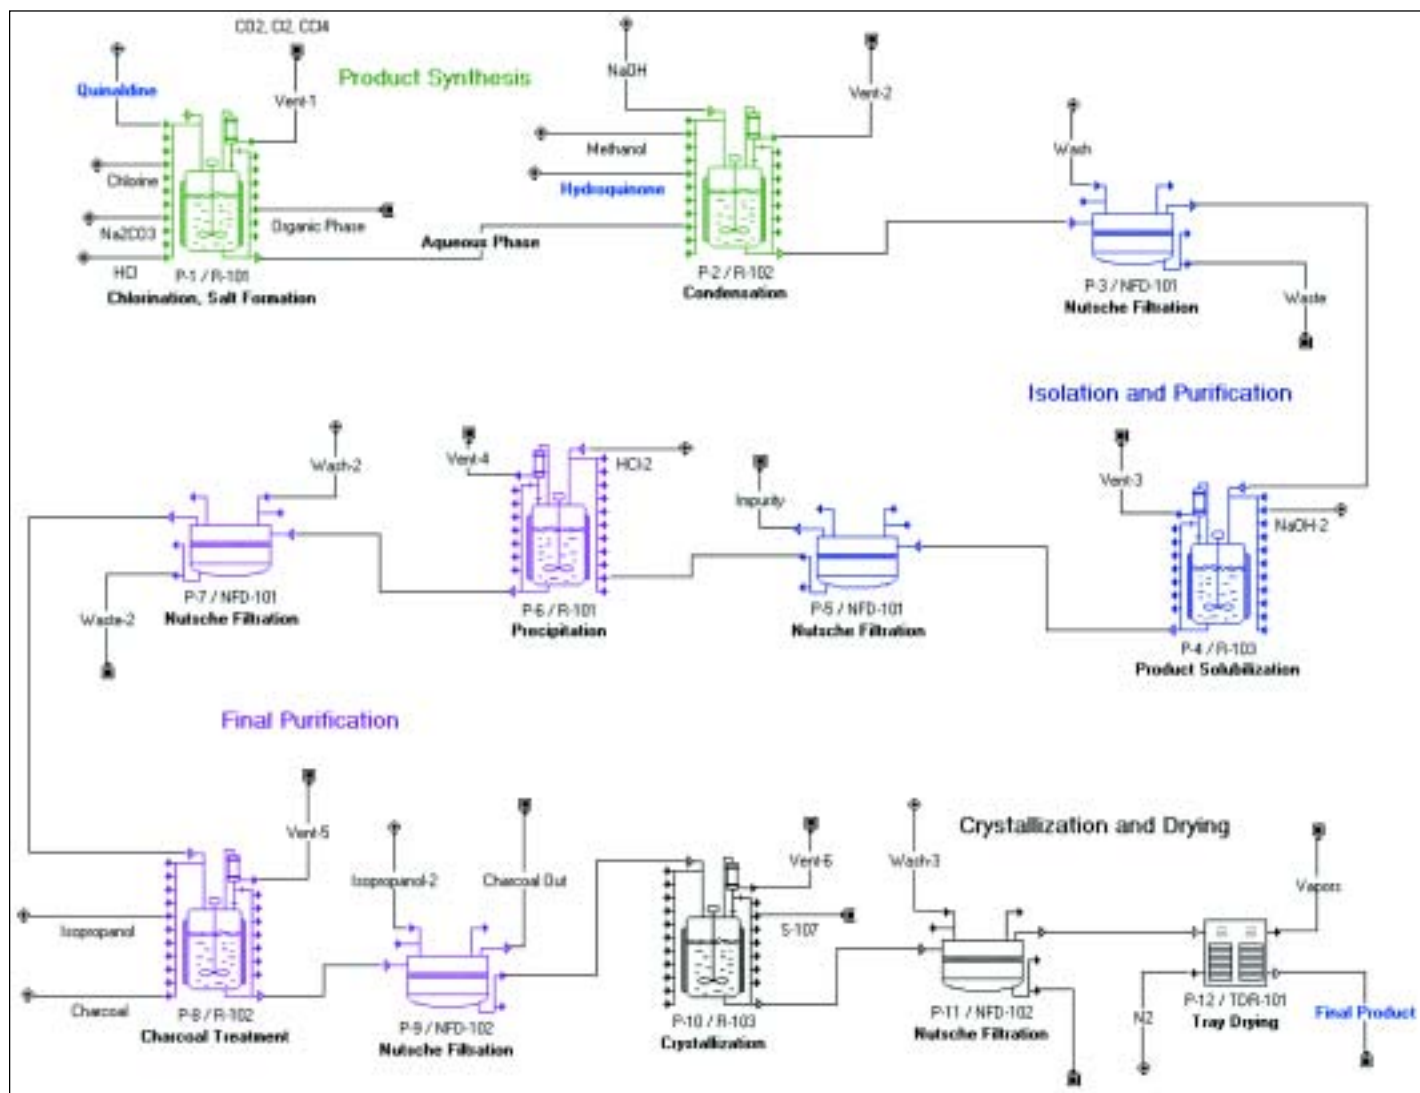 CO2, Cl2, CCl4
Quinaldine
Vent-1
Product Synthesis
NaOH
Vent-2
Chlorine
Na2CO3
HCl
Organic Phase
P-1 / R-101
Chlorination, Salt Formation
Aqueous Phase
Methanol
Hydroquinone
P-2 / R-102
Condensation
Wash
P-3 / NFD-101
Nutsche Filtration
Waste
Isolation and Purification
Wash-2
P-7 / NFD-101
Nutsche Filtration
Waste-2
Vent-4
HCl-2
P-6 / R-101
Precipitation
Impurity
P-5 / NFD-101
Nutsche Filtration
Vent-3
NaOH-2
P-4 / R-103
Product Solubilization
Final Purification
Vent-5
Isopropanol
Charcoal
P-8 / R-102
Charcoal Treatment
Isopropanol-2
Charcoal Out
P-9 / NFD-102
Nutsche Filtration
Vent-6
S-107
P-10 / R-103
Crystallization
Crystallization and Drying
Wash-3
P-11 / NFD-102
Nutsche Filtration
Vapors
N2
P-12 / TDR-101
Tray Drying
Final Product